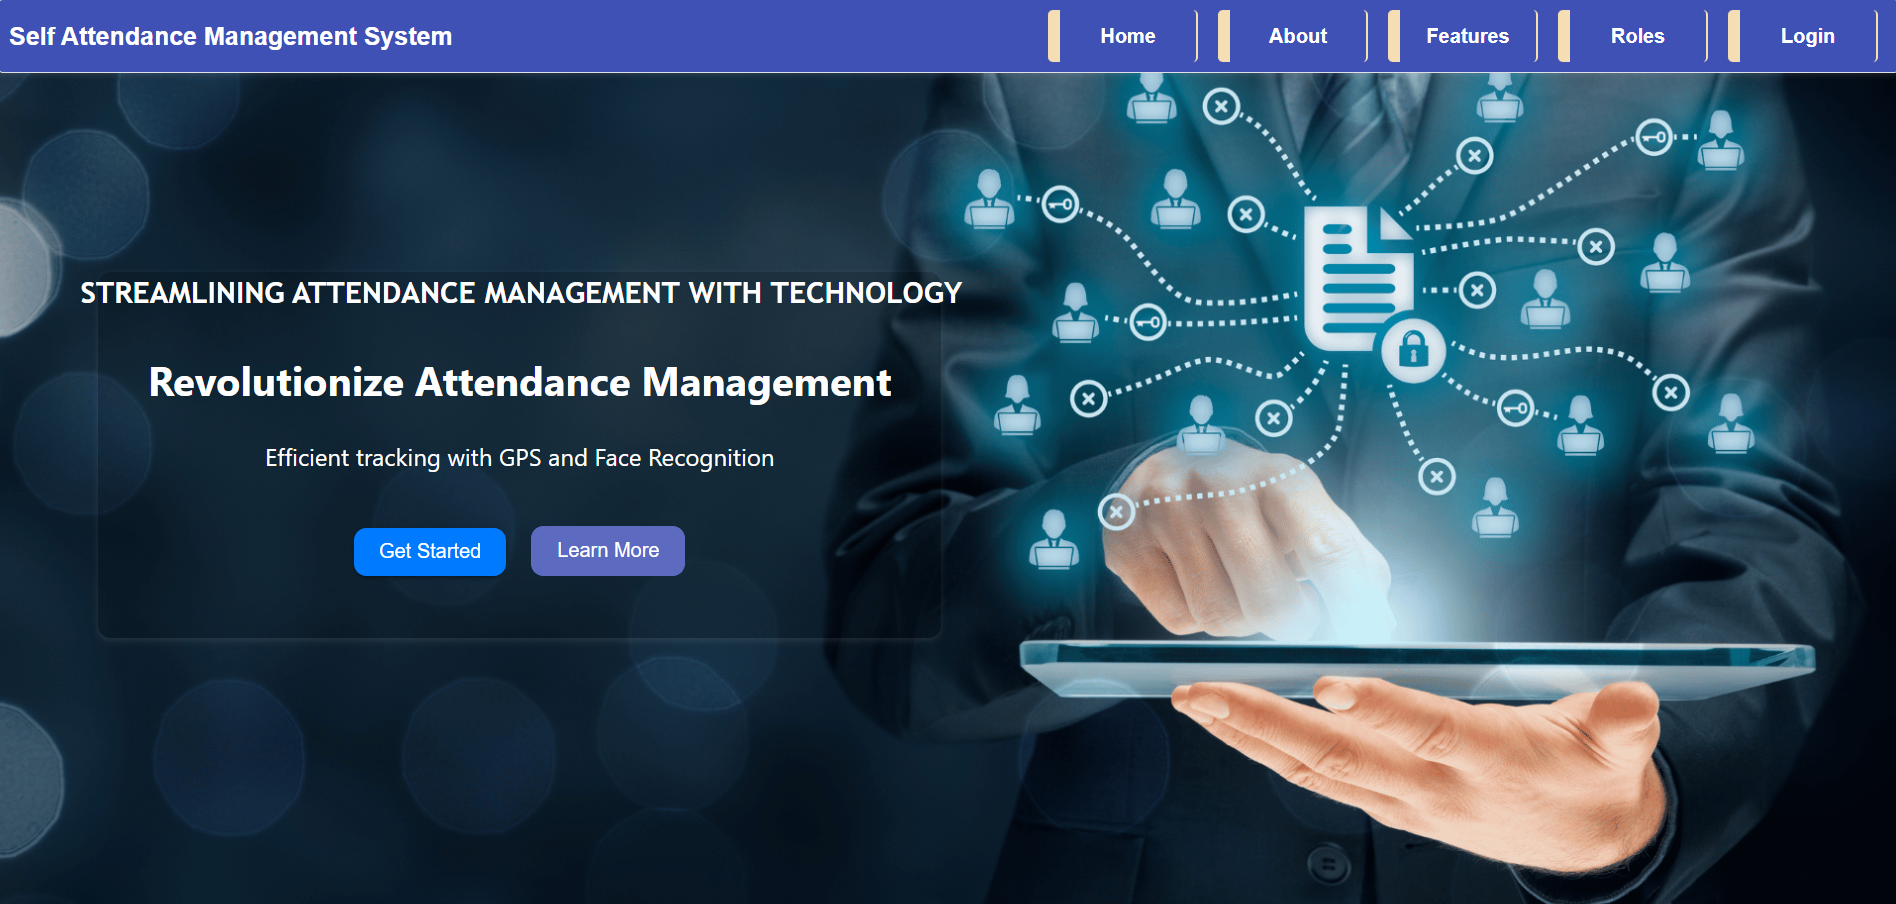 Self Attendance Management System
Home
About
Features
Roles
Login
STREAMLINING ATTENDANCE MANAGEMENT WITH TECHNOLOGY
Revolutionize Attendance Management
Efficient tracking with GPS and Face Recognition
Get Started
Learn More